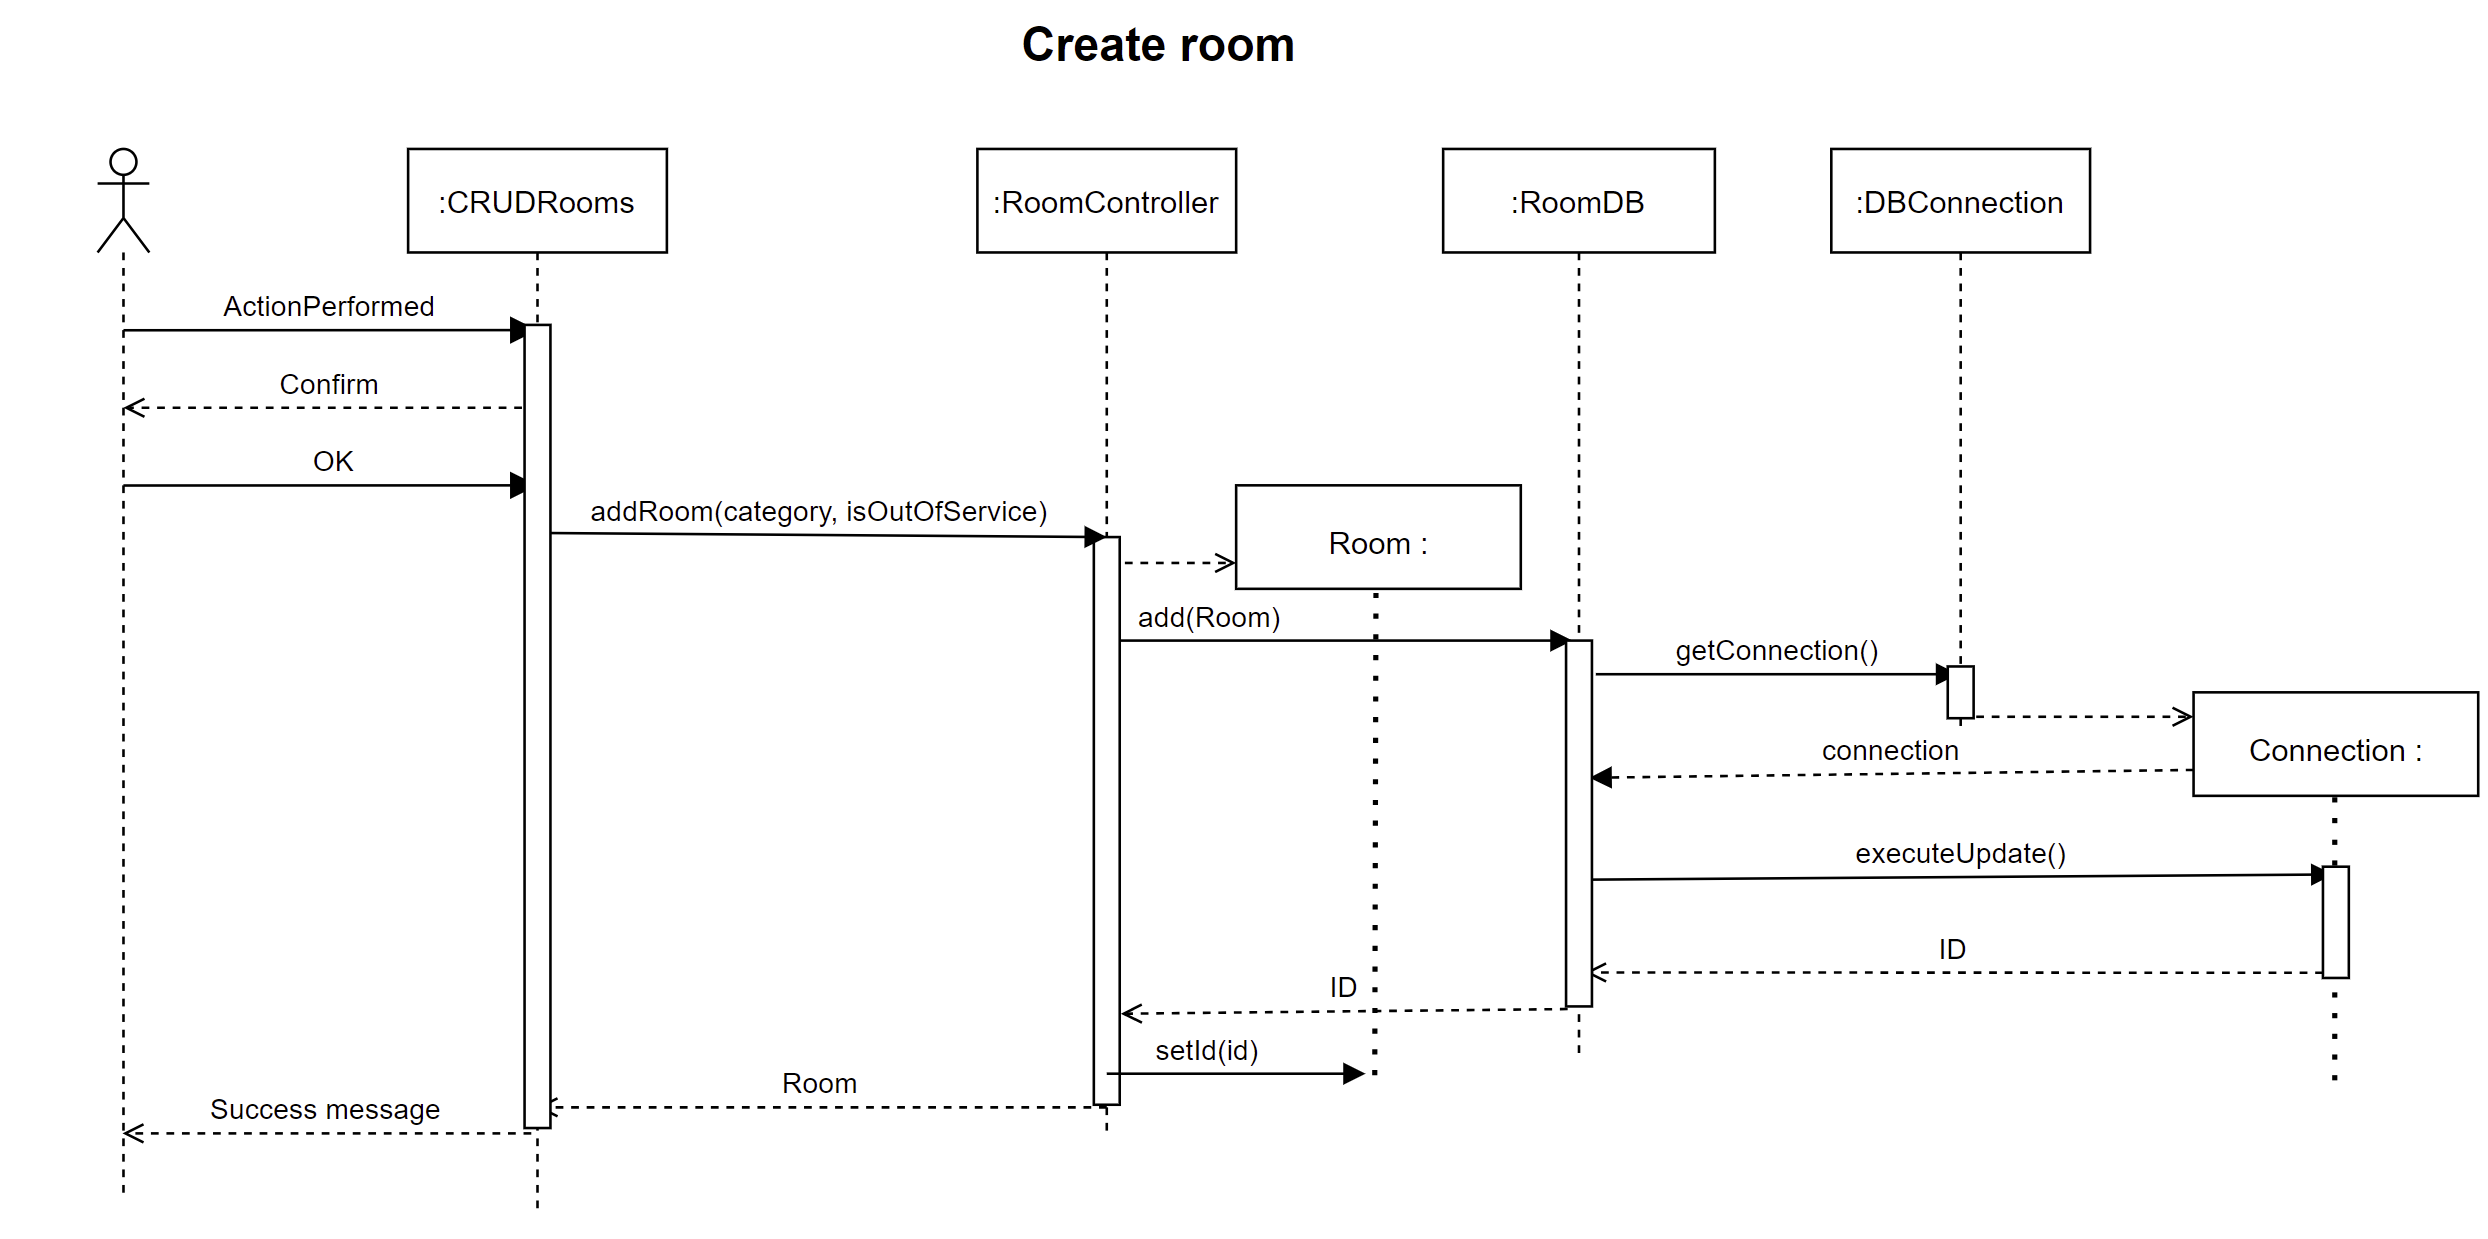 Create room
:CRUDRooms
:RoomController
:RoomDB
:DBConnection
ActionPerformed
Confirm
OK
addRoom(category, isOutOfService)
Room :
add(Room)
getConnection()
connection
Connection :
executeUpdate()
ID
ID
setId(id)
Room
Success message